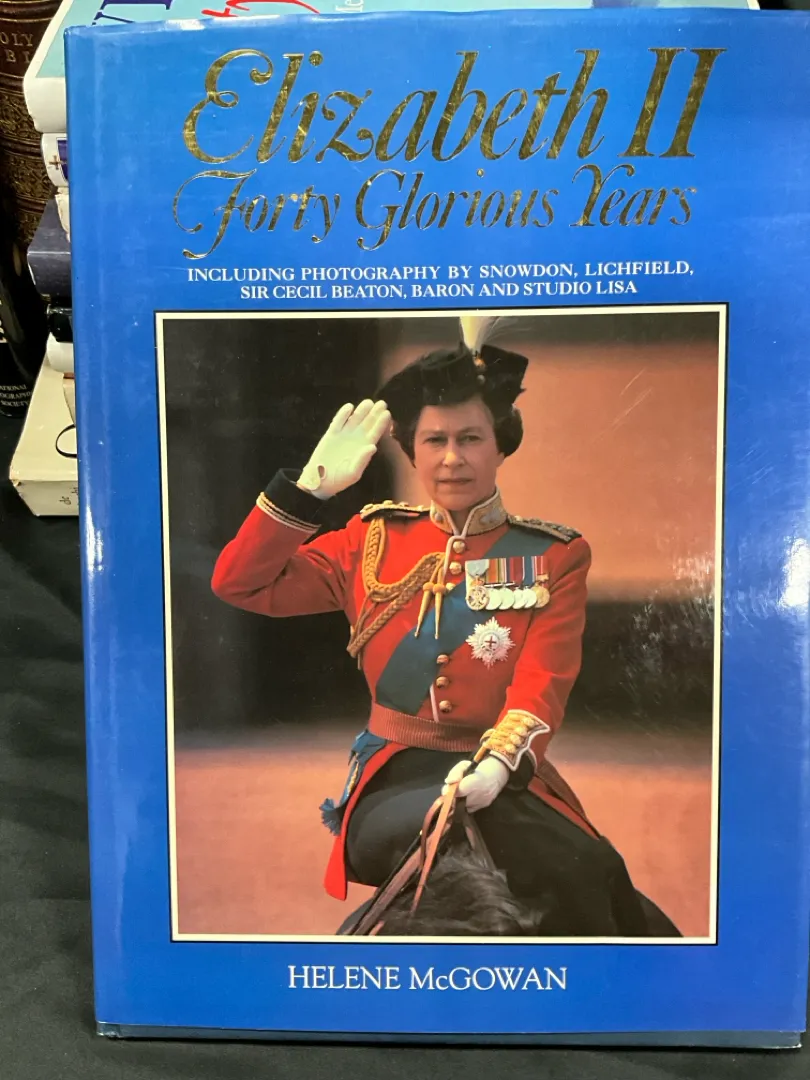 Elizabeth II
Forty Glorious Years
INCLUDING PHOTOGRAPHY BY SNOWDON, LICHFIELD,
SIR CECIL BEATON, BARON AND STUDIO LISA
HELENE McGOWAN